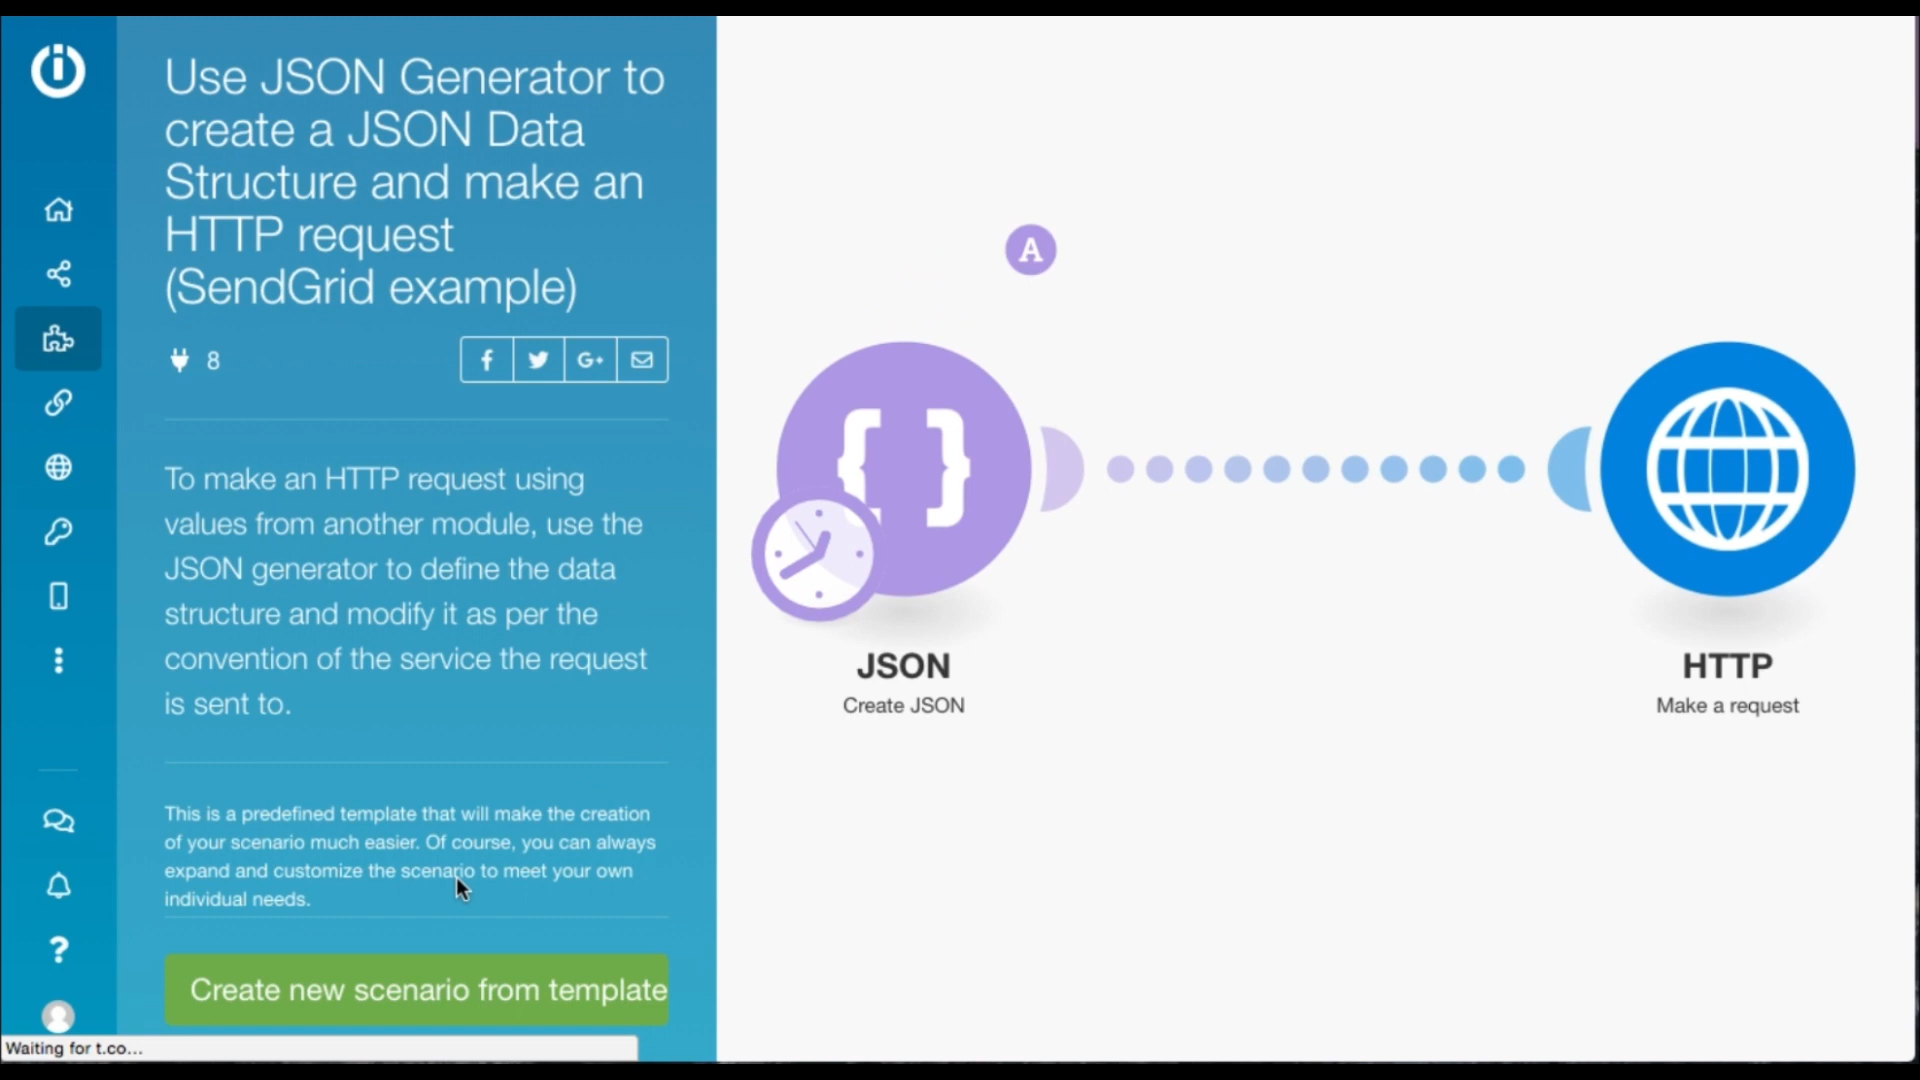 Use JSON Generator to
create a JSON Data
Structure and make an
HTTP request
(SendGrid example)
8
f
G+
To make an HTTP request using
values from another module, use the
JSON generator to define the data
structure and modify it as per the
convention of the service the request
is sent to.
This is a predefined template that will make the creation
of your scenario much easier. Of course, you can always
expand and customize the scenario to meet your own
individual needs.
Create new scenario from template
Waiting for t.co...
A
{ }
JSON
Create JSON
HTTP
Make a request
?